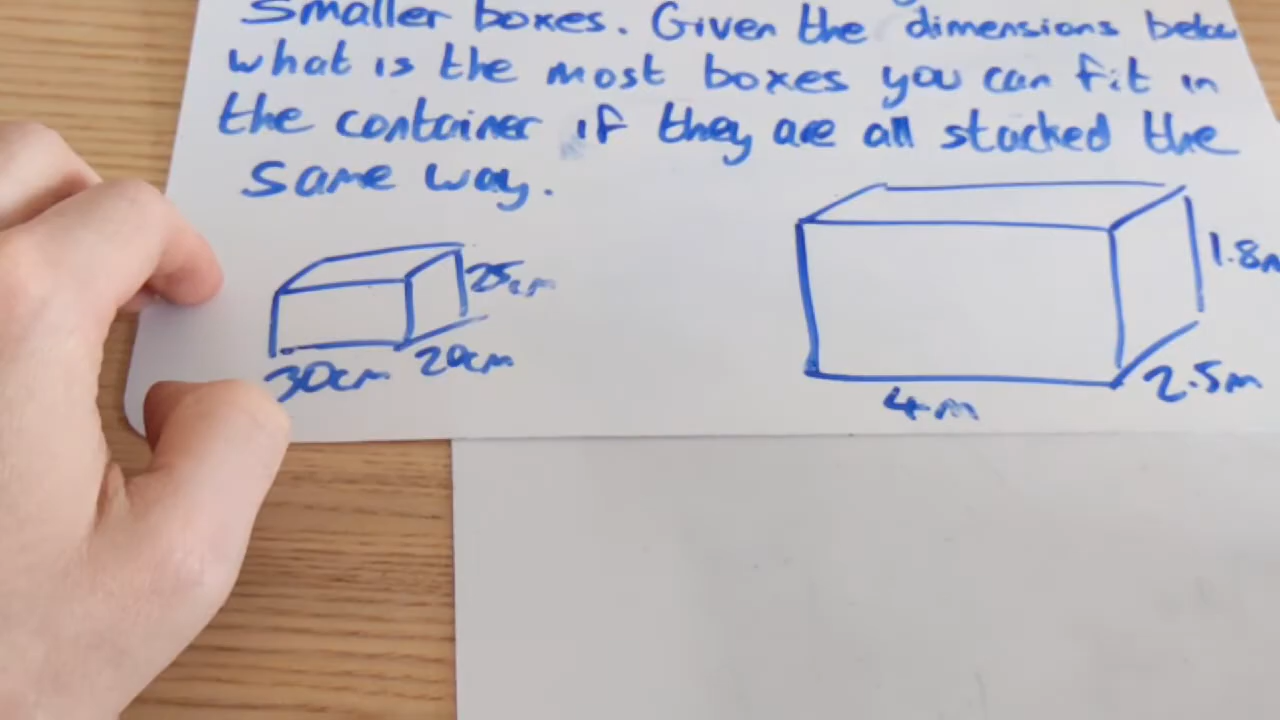 Smaller boxes. Given the dimensions below
what is the most boxes you can fit in
the container if they are all stacked the
same way.
25cm
30cm
20cm
1.8m
4m
2.5m